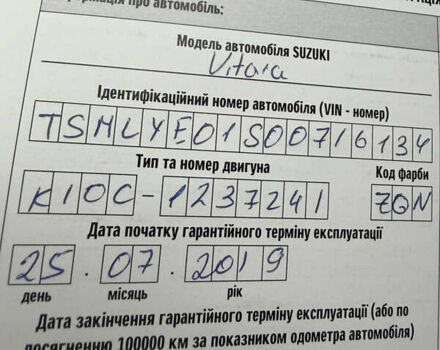 про автомобіль:
Модель автомобіля SUZUKI
Vitara
Ідентифікаційний номер автомобіля (VIN - номер)
TSMLYE01S00716134
Тип та номер двигуна Код фарби
K10C-1237241 ZQN
Дата початку гарантійного терміну експлуатації
25 . 07 . 2019
день місяць рік
Дата закінчення гарантійного терміну експлуатації (або по
досягненню 100000 км за показником одометра автомобіля)